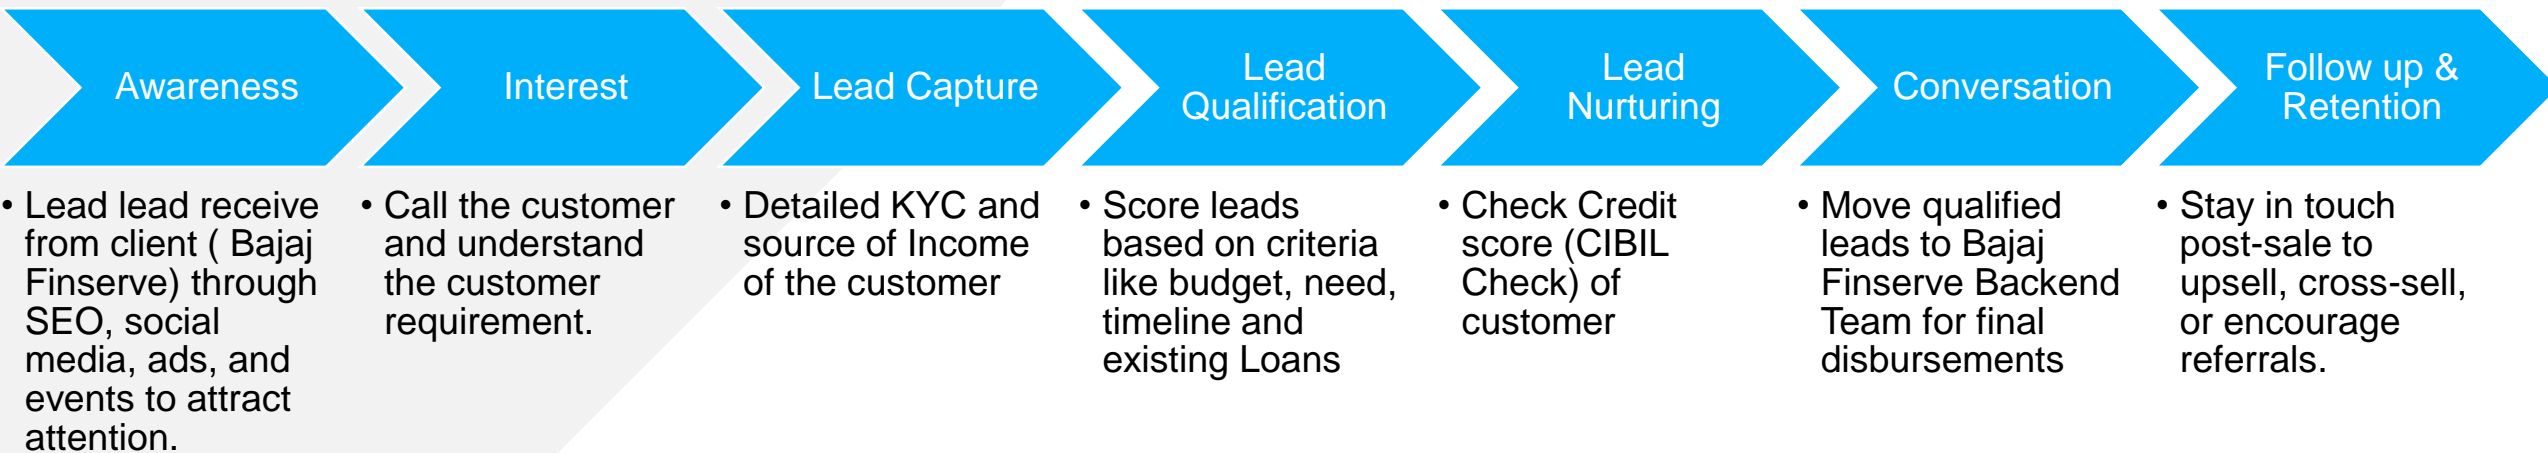 Awareness
Interest
Lead Capture
Lead
Qualification
Lead
Nurturing
Conversation
Follow up &
Retention
• Lead lead receive
from client ( Bajaj
Finserve) through
SEO, social
media, ads, and
events to attract
attention.
• Call the customer
and understand
the customer
requirement.
• Detailed KYC and
source of Income
of the customer
• Score leads
based on criteria
like budget, need,
timeline and
existing Loans
• Check Credit
score (CIBIL
Check) of
customer
• Move qualified
leads to Bajaj
Finserve Backend
Team for final
disbursements
• Stay in touch
post-sale to
upsell, cross-sell,
or encourage
referrals.